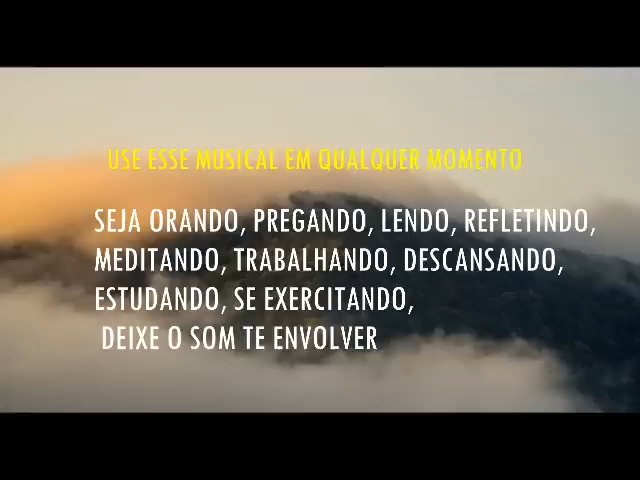 USE ESSE MUSICAL EM QUALQUER MOMENTO
SEJA ORANDO, PREGANDO, LENDO, REFLETINDO,
MEDITANDO, TRABALHANDO, DESCANSANDO,
ESTUDANDO, SE EXERCITANDO,
DEIXE O SOM TE ENVOLVER